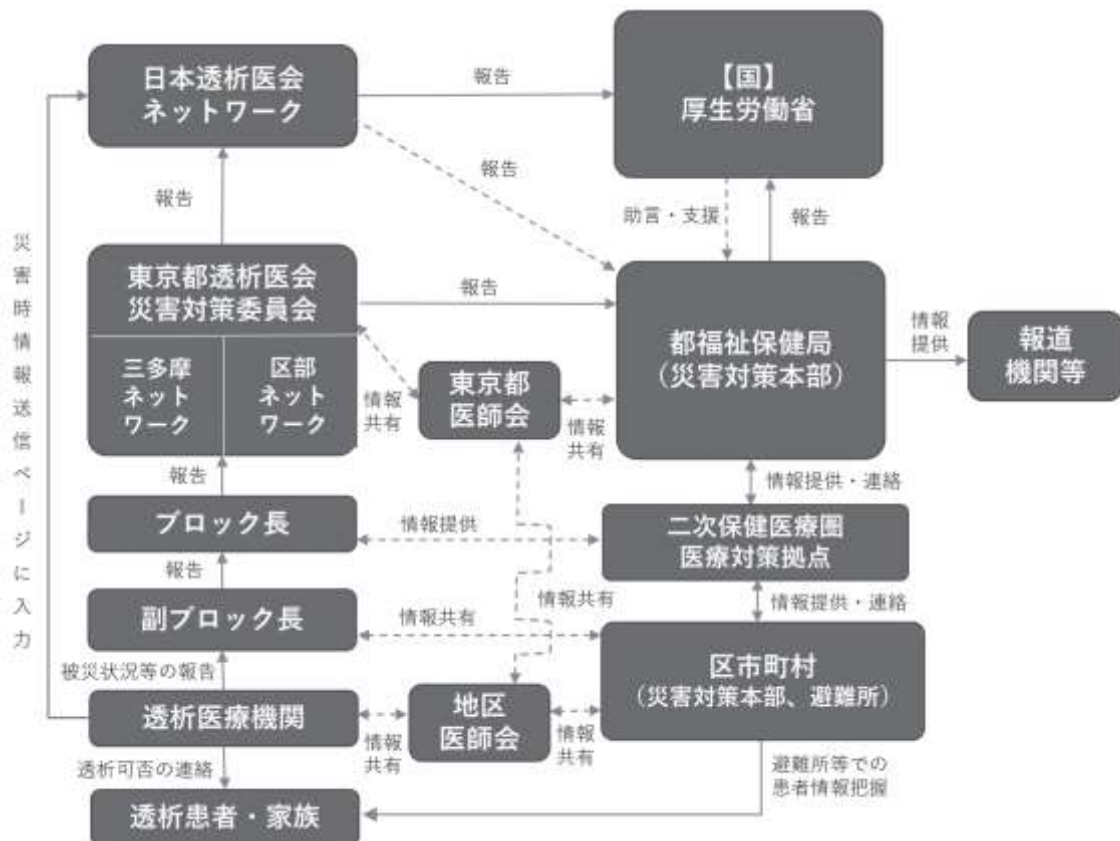 日本透析医会
ネットワーク
報告
【国】
厚生労働省
報告
報告
助言・支援
報告
災害時情報送信ページに入力
東京都透析医会
災害対策委員会
三多摩
ネット
ワーク
区部
ネット
ワーク
報告
都福祉保健局
（災害対策本部）
情報
提供
報道
機関等
東京都
医師会
情報
共有
情報
共有
報告
情報提供・連絡
ブロック長
情報提供
二次保健医療圏
医療対策拠点
報告
情報共有
情報提供・連絡
副ブロック長
情報共有
区市町村
（災害対策本部、避難所）
被災状況等の報告
透析医療機関
地区
医師会
情報
共有
情報
共有
透析可否の連絡
避難所等での
患者情報把握
透析患者・家族